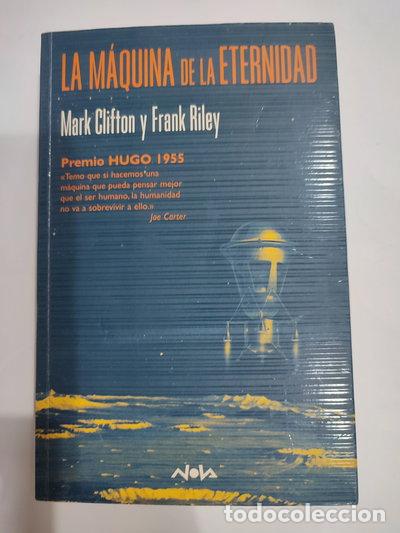 LA MÁQUINA DE LA ETERNIDAD
Mark Clifton y Frank Riley
Premio HUGO 1955
«Temo que si hacemos una
máquina que pueda pensar mejor
que el ser humano, la humanidad
no va a sobrevivir a ello.»
Joe Carter
NOVA
todocoleccion